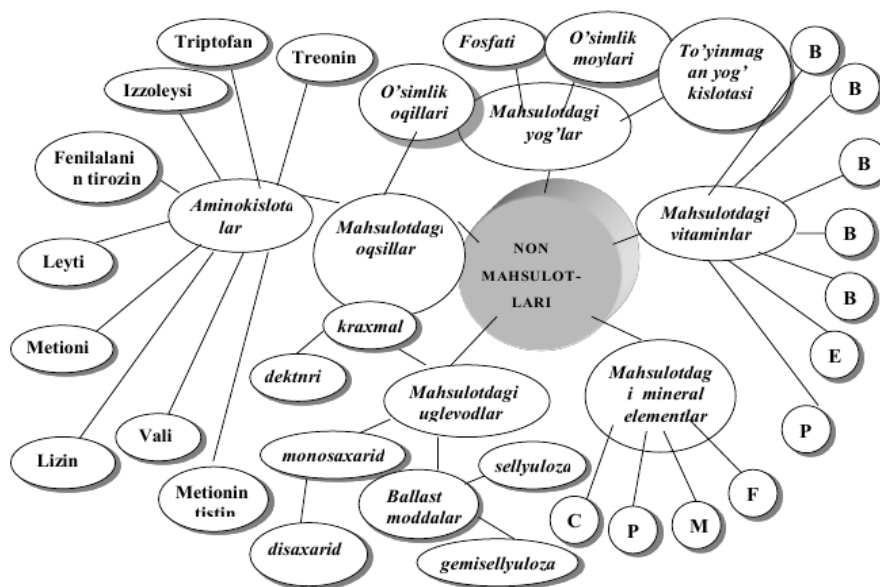 Triptofan
Treonin
Izzoleysi
Fenilalani
n tirozin
Aminokislota
lar
Leyti
Metioni
Lizin
Vali
Metionin
tistin
O'simlik
oqillari
Mahsulotdagi
oqsillar
Fosfati
O'simlik
moylari
To'yinmag
an yog'
kislotasi
Mahsulotdagi
yog'lar
NON
MAHSULOT-
LARI
Mahsulotdagi
vitaminlar
B
B
B
B
B
E
P
kraxmal
dektnri
Mahsulotdagi
uglevodlar
monosaxarid
disaxarid
Ballast
moddalar
sellyuloza
gemisellyuloza
Mahsulotdag
i mineral
elementlar
C
P
M
F